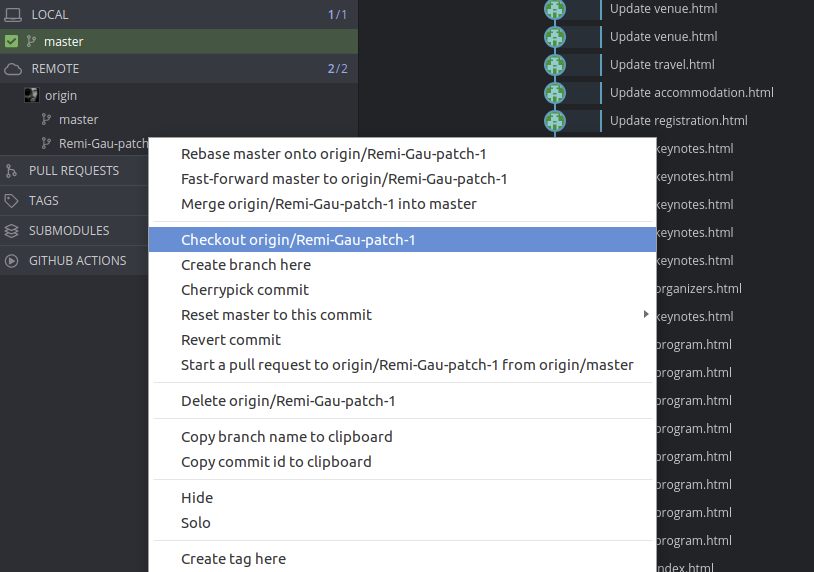 LOCAL 1/1
master
REMOTE 2/2
origin
master
Remi-Gau-patch
PULL REQUESTS
TAGS
SUBMODULES
GITHUB ACTIONS
Rebase master onto origin/Remi-Gau-patch-1
Fast-forward master to origin/Remi-Gau-patch-1
Merge origin/Remi-Gau-patch-1 into master
Checkout origin/Remi-Gau-patch-1
Create branch here
Cherrypick commit
Reset master to this commit
Revert commit
Start a pull request to origin/Remi-Gau-patch-1 from origin/master
Delete origin/Remi-Gau-patch-1
Copy branch name to clipboard
Copy commit id to clipboard
Hide
Solo
Create tag here
Update venue.html
Update venue.html
Update travel.html
Update accommodation.html
Update registration.html
keynotes.html
keynotes.html
keynotes.html
keynotes.html
keynotes.html
organizers.html
keynotes.html
program.html
program.html
program.html
program.html
program.html
program.html
program.html
program.html
ndex.html